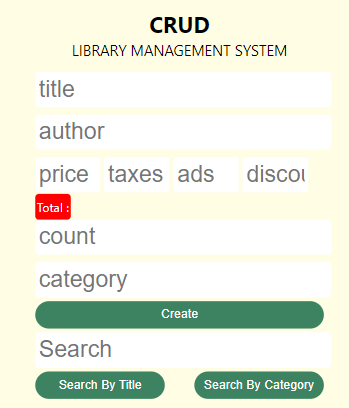 CRUD
LIBRARY MANAGEMENT SYSTEM
title
author
price taxes ads discou
Total :
count
category
Create
Search
Search By Title Search By Category